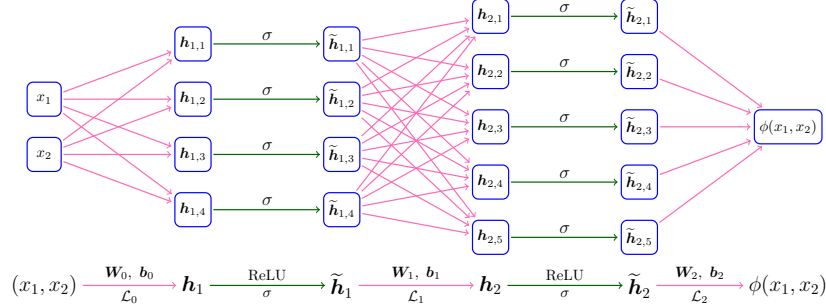 h₂,₁ σ h̃₂,₁
h₁,₁ σ h̃₁,₁
h₂,₂ σ h̃₂,₂
x₁ h₁,₂ σ h̃₁,₂
h₂,₃ σ h̃₂,₃ ϕ(x₁, x₂)
x₂ h₁,₃ σ h̃₁,₃
h₂,₄ σ h̃₂,₄
h₁,₄ σ h̃₁,₄
h₂,₅ σ h̃₂,₅
W₀, b₀ ReLU W₁, b₁ ReLU W₂, b₂
(x₁, x₂) h₁ h̃₁ h₂ h̃₂ ϕ(x₁, x₂)
ℒ₀ σ ℒ₁ σ ℒ₂